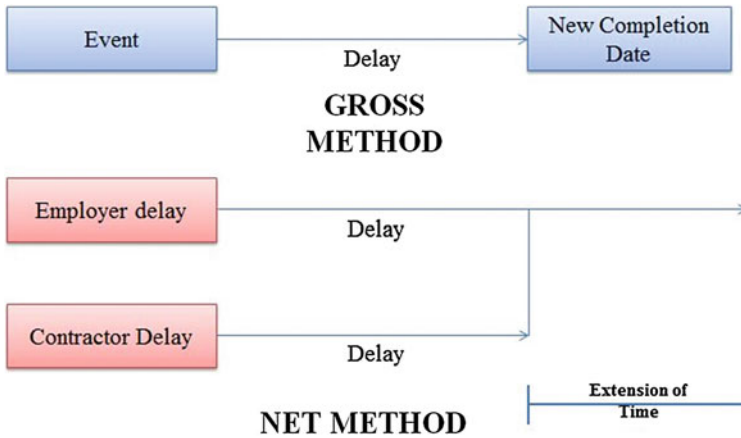 Event
New Completion
Date
Delay
GROSS
METHOD
Employer delay
Delay
Contractor Delay
Delay
Extension of
Time
NET METHOD